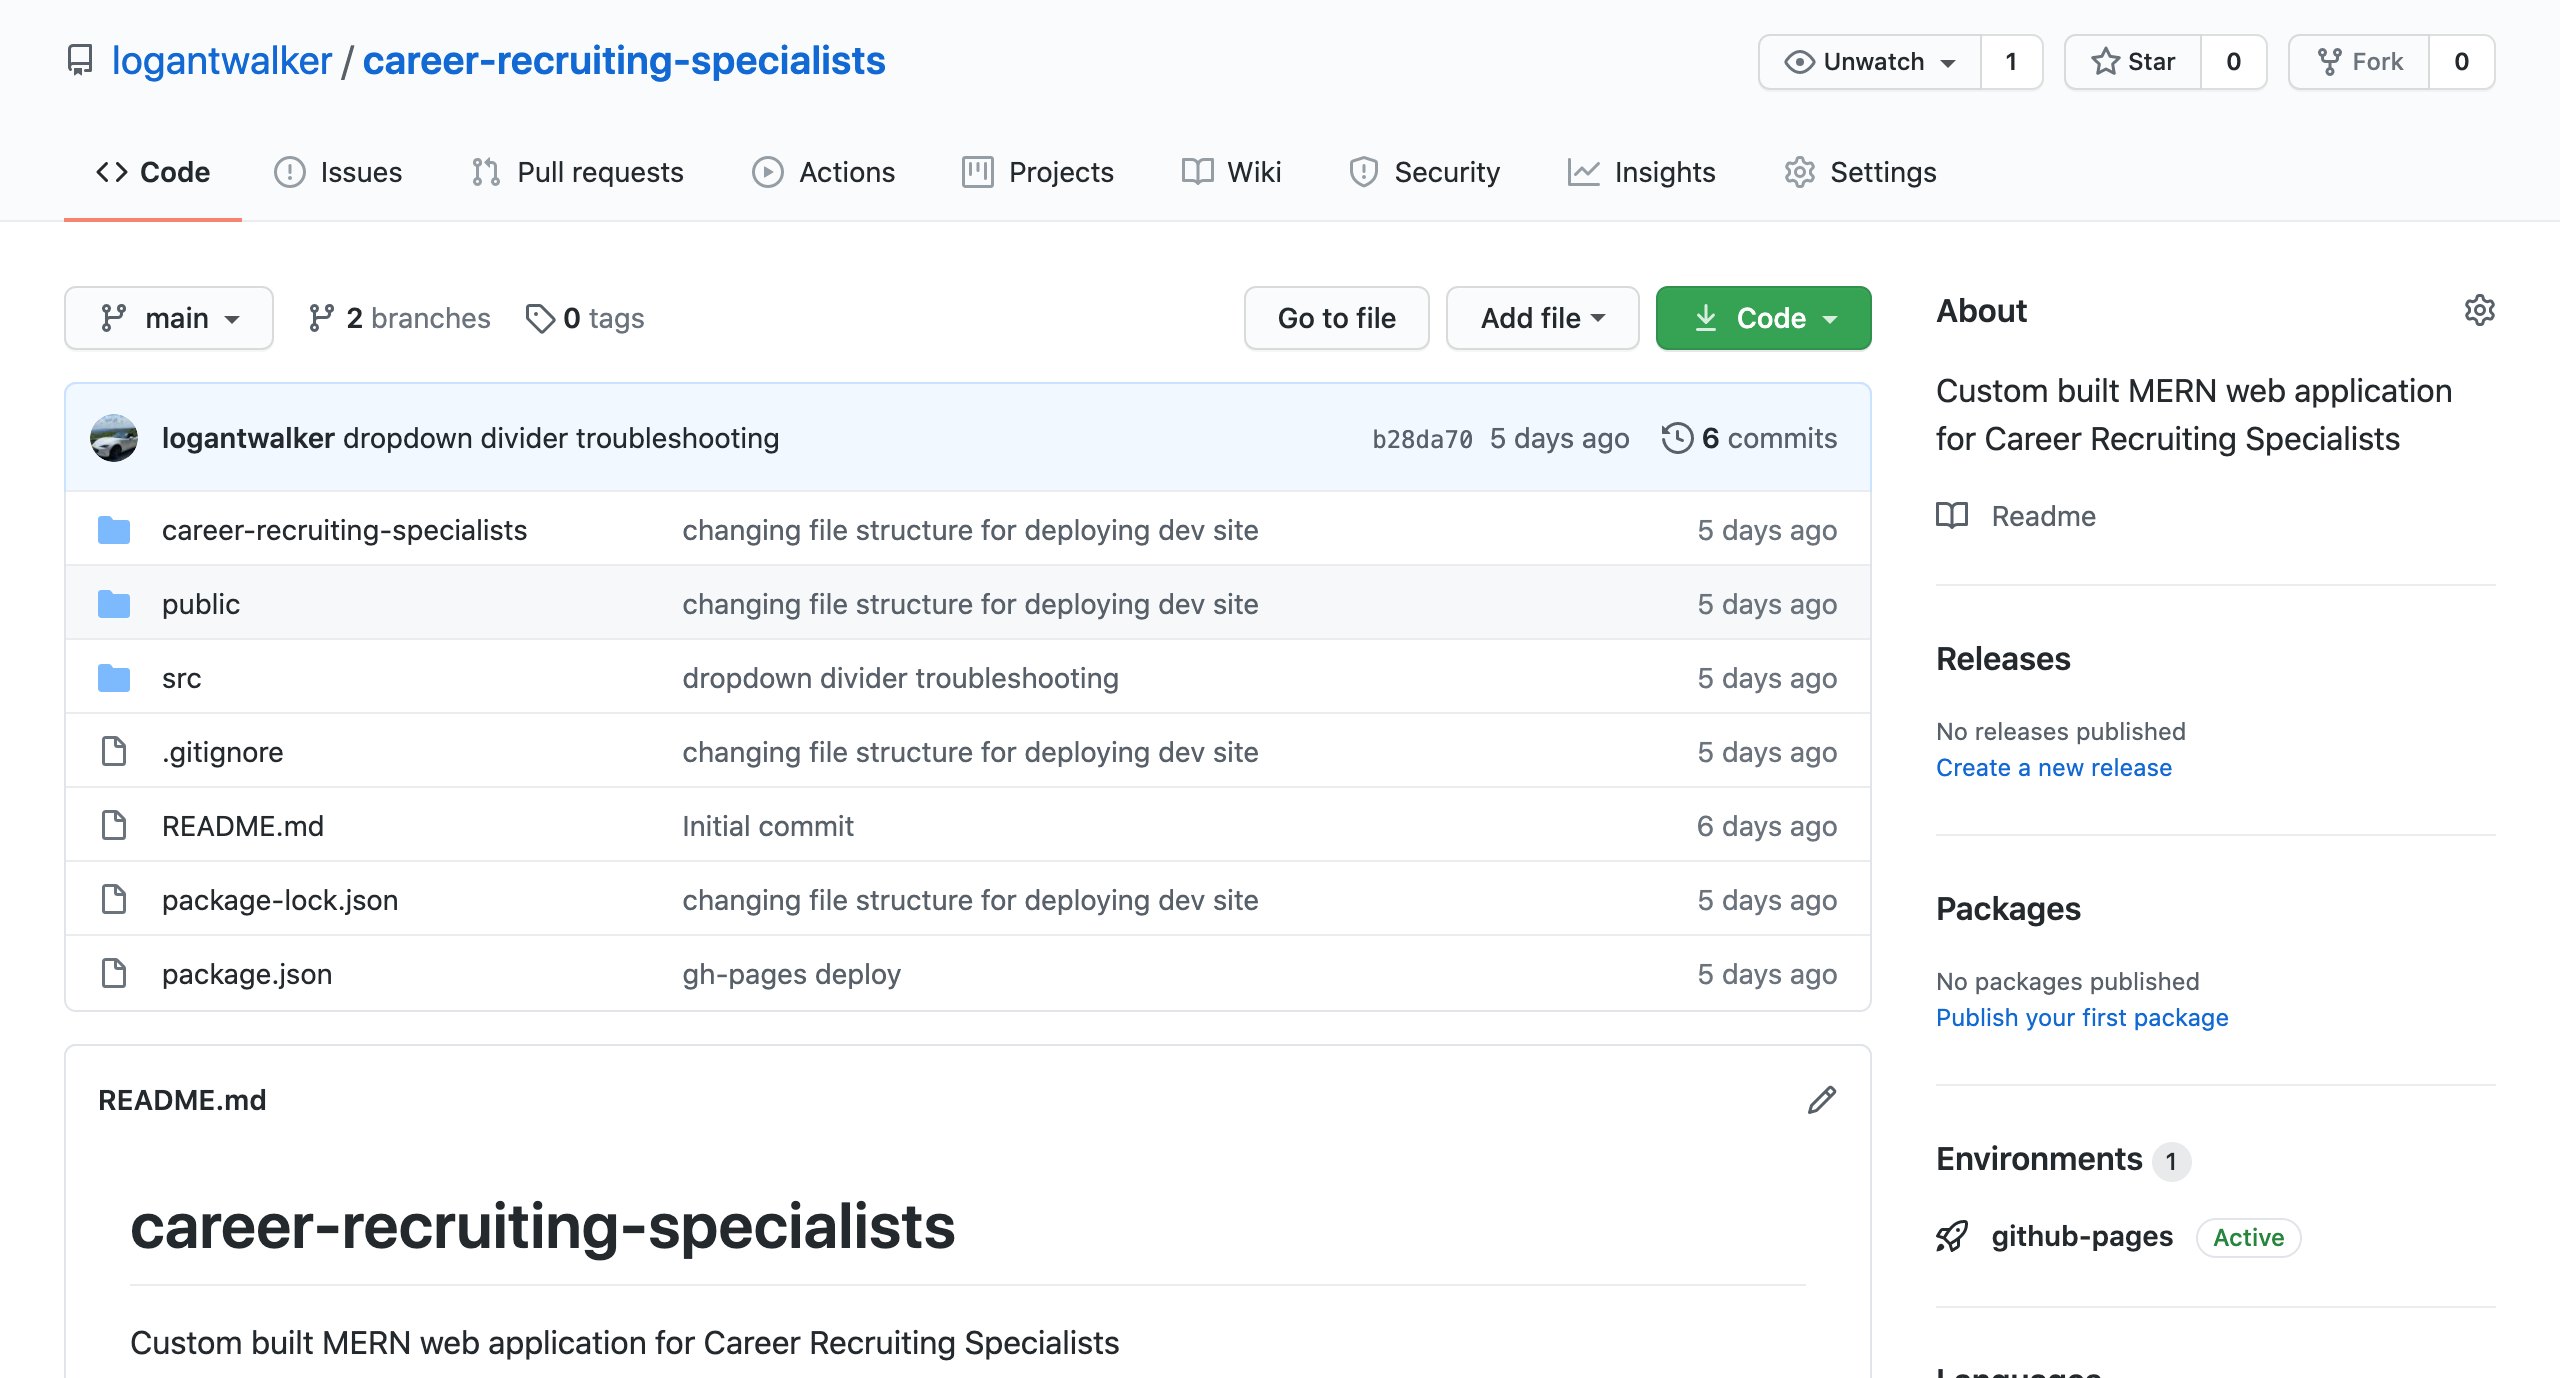 logantwalker / career-recruiting-specialists
Unwatch 1
Star 0
Fork 0
Code
Issues
Pull requests
Actions
Projects
Wiki
Security
Insights
Settings
main
2 branches
0 tags
Go to file
Add file
Code
logantwalker dropdown divider troubleshooting b28da70 5 days ago 6 commits
career-recruiting-specialists changing file structure for deploying dev site 5 days ago
public changing file structure for deploying dev site 5 days ago
src dropdown divider troubleshooting 5 days ago
.gitignore changing file structure for deploying dev site 5 days ago
README.md Initial commit 6 days ago
package-lock.json changing file structure for deploying dev site 5 days ago
package.json gh-pages deploy 5 days ago
README.md
career-recruiting-specialists
Custom built MERN web application for Career Recruiting Specialists
About
Custom built MERN web application
for Career Recruiting Specialists
Readme
Releases
No releases published
Create a new release
Packages
No packages published
Publish your first package
Environments 1
github-pages Active
Languages